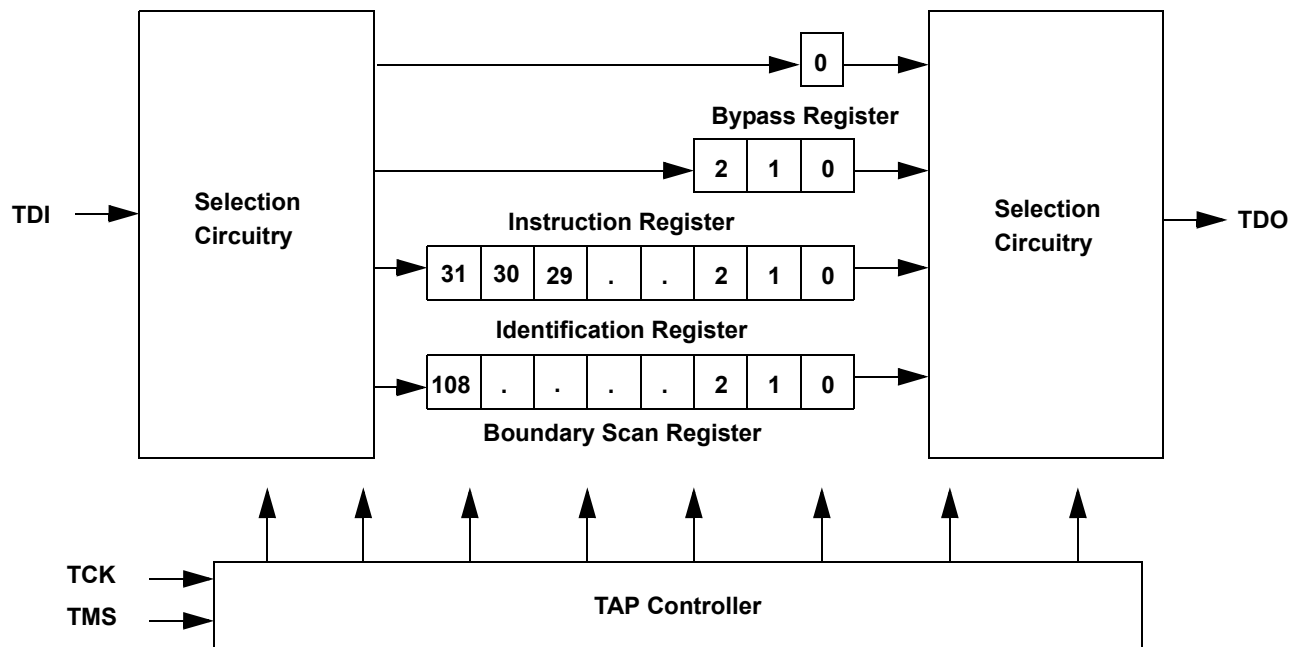 0
Bypass Register
2 1 0
TDI
Selection
Circuitry
Instruction Register
Selection
Circuitry
TDO
31 30 29 . . 2 1 0
Identification Register
108 . . . . 2 1 0
Boundary Scan Register
TCK
TMS
TAP Controller